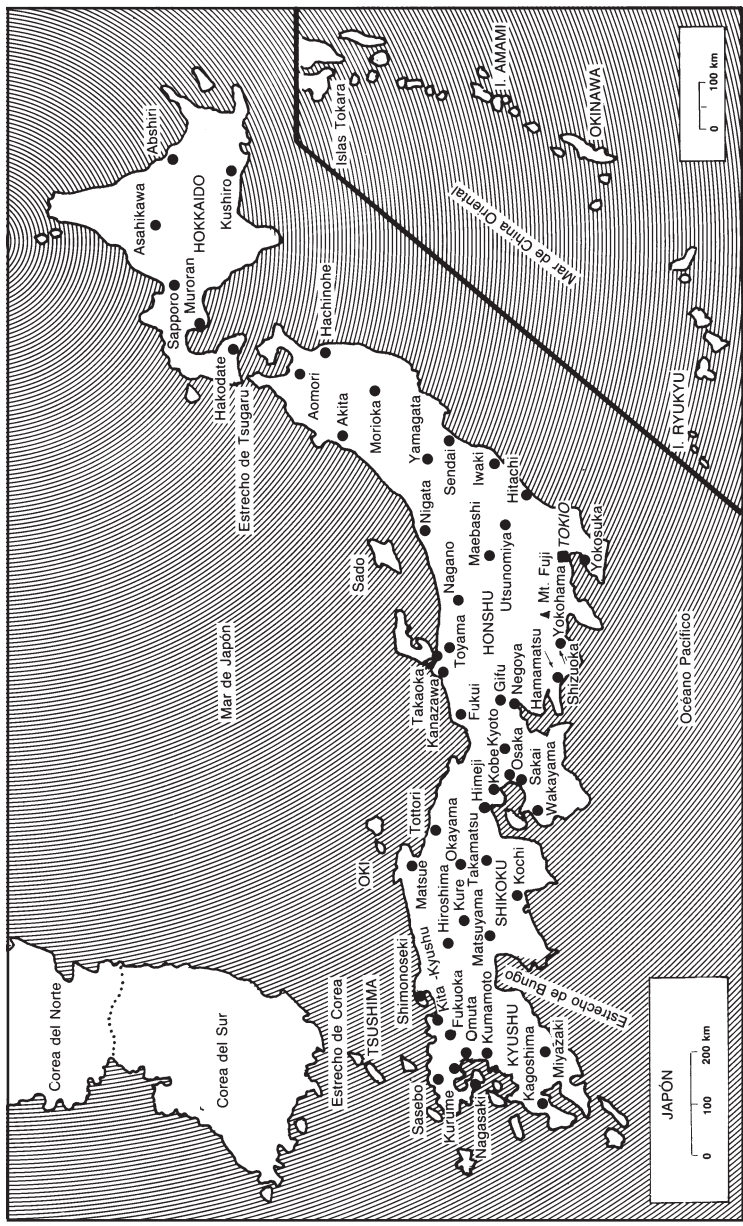 Corea del Norte
Corea del Sur
Estrecho de Corea
TSUSHIMA
Mar de Japón
OKI
Sado
Estrecho de Tsugaru
Asahikawa
Abshiri
HOKKAIDO
Sapporo
Muroran
Kushiro
Hakodate
Hachinohe
Aomori
Akita
Morioka
Yamagata
Sendai
Nigata
Iwaki
Hitachi
Maebashi
Utsunomiya
Nagano
HONSHU
Toyama
Takaoka
Kanazawa
Fukui
TOKIO
Yokosuka
Mt. Fuji
Yokohama
Hamamatsu
Shizuoka
Gifu
Negoya
Kyoto
Kobe
Osaka
Sakai
Wakayama
Himeji
Tottori
Okayama
Takamatsu
Matsue
Hiroshima
Kure
Matsuyama
SHIKOKU
Kochi
Shimonoseki
Kita -Kyushu
Fukuoka
Omuta
Kumamoto
KYUSHU
Kagoshima
Miyazaki
Sasebo
Kurume
Nagasaki
Estrecho de Bungo
Océano Pacífico
Islas Tokara
I. AMAMI
OKINAWA
Mar de China Oriental
I. RYUKYU
0 100 km
JAPÓN
0 100 200 km